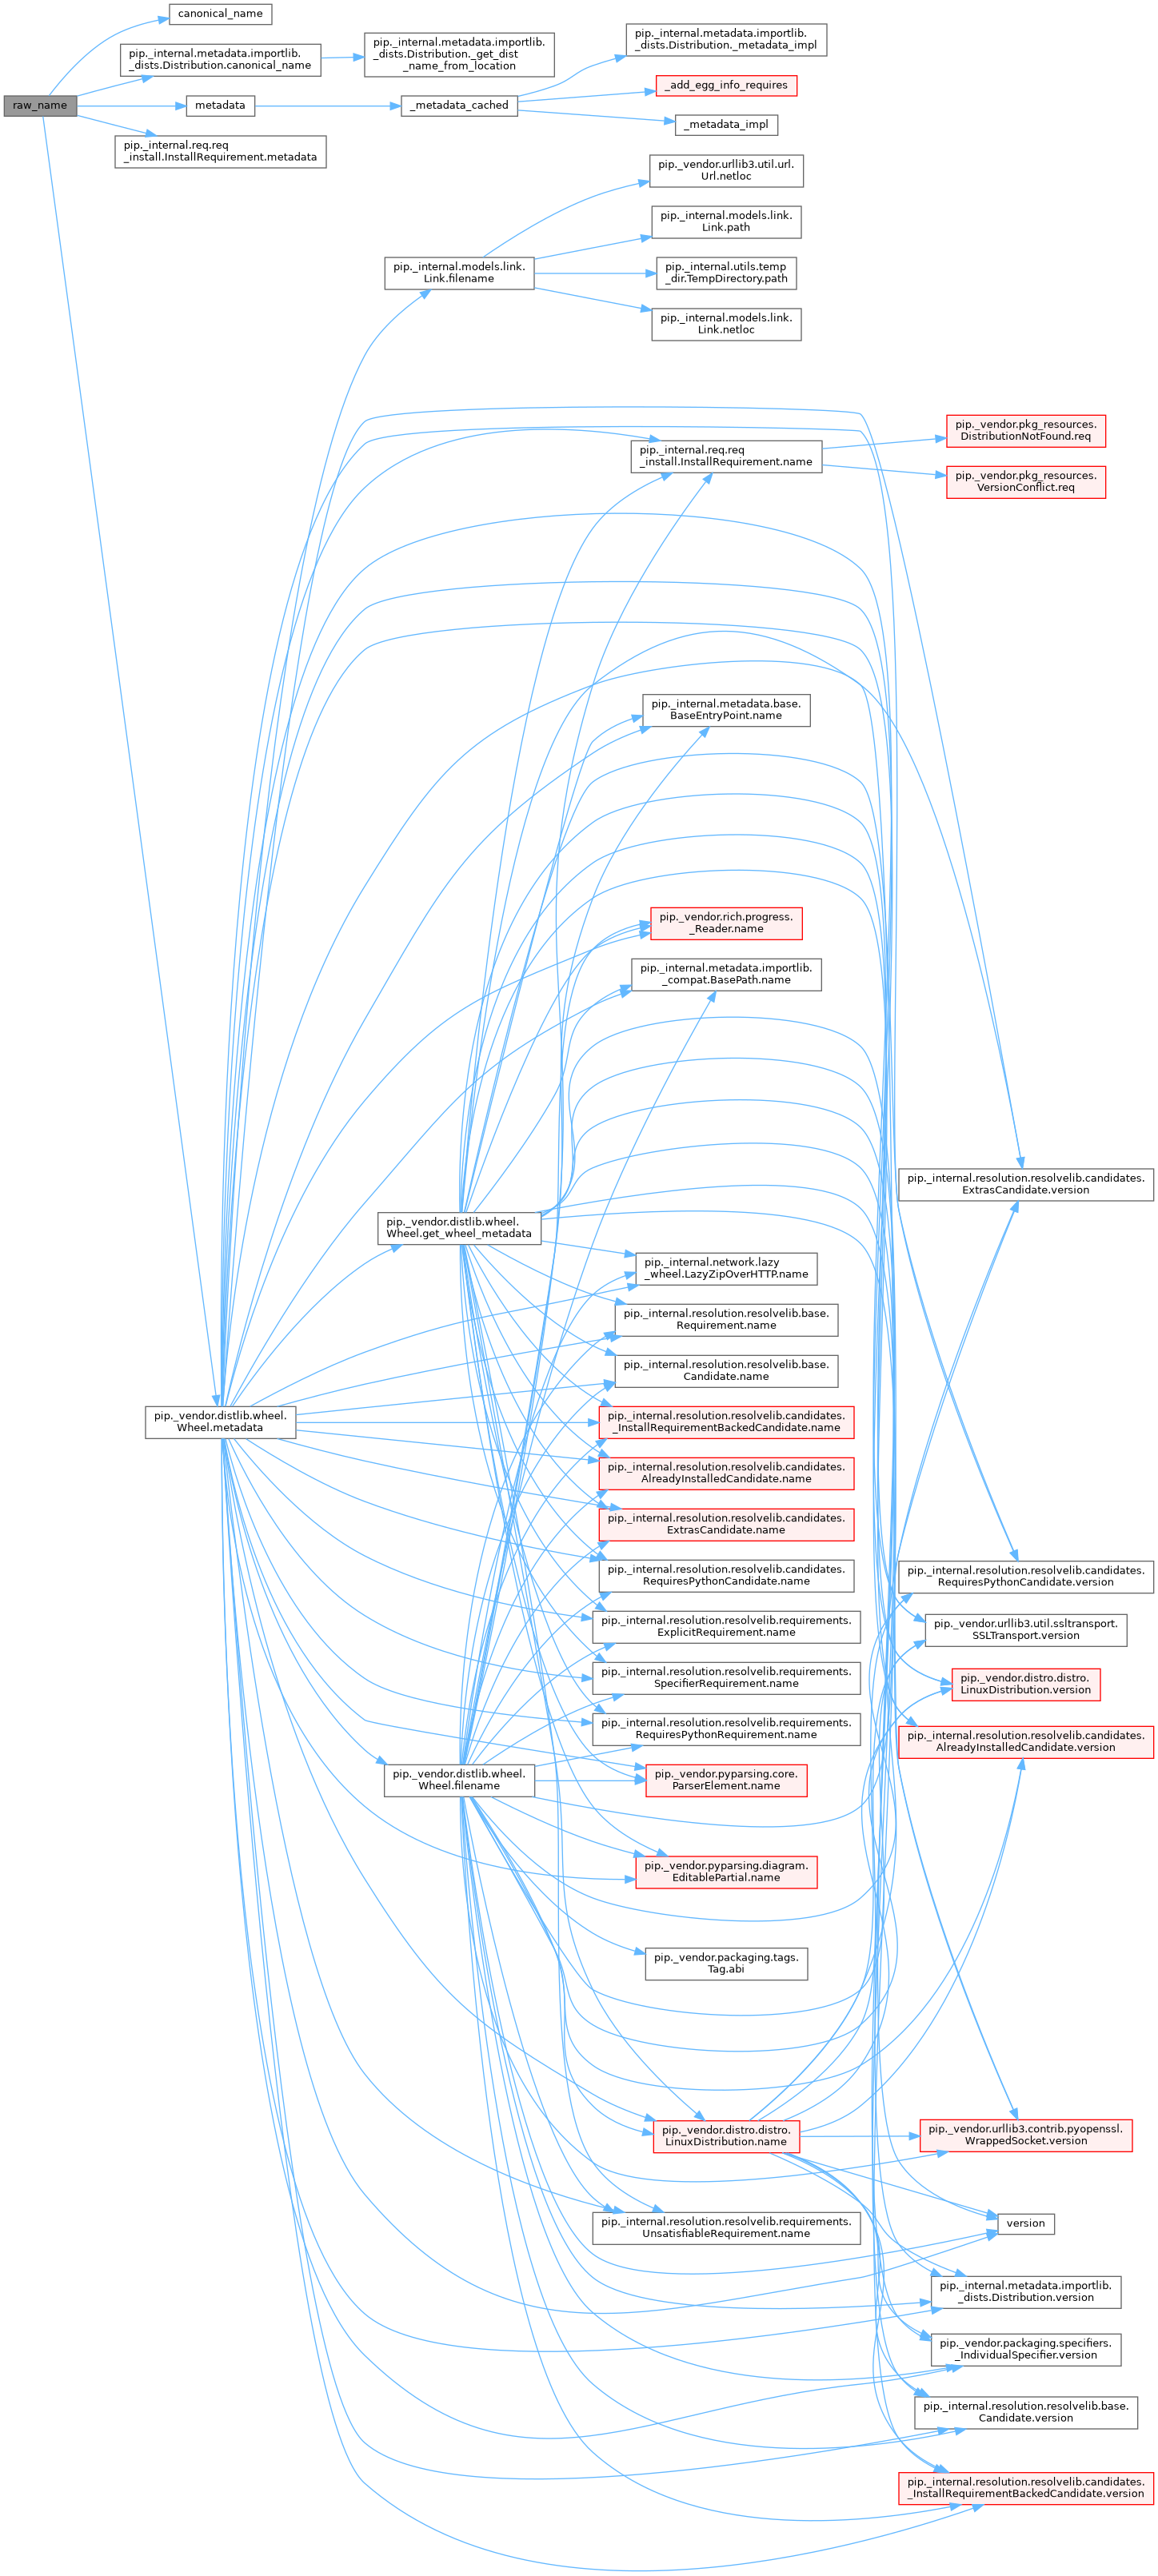 canonical_name
pip._internal.metadata.importlib.
_dists.Distribution.canonical_name
pip._internal.metadata.importlib.
_dists.Distribution._get_dist
_name_from_location
pip._internal.metadata.importlib.
_dists.Distribution._metadata_impl
_add_egg_info_requires
raw_name
metadata
_metadata_cached
_metadata_impl
pip._internal.req.req
_install.InstallRequirement.metadata
pip._vendor.urllib3.util.url.
Url.netloc
pip._internal.models.link.
Link.path
pip._internal.models.link.
Link.filename
pip._internal.utils.temp
_dir.TempDirectory.path
pip._internal.models.link.
Link.netloc
pip._vendor.pkg_resources.
DistributionNotFound.req
pip._internal.req.req
_install.InstallRequirement.name
pip._vendor.pkg_resources.
VersionConflict.req
pip._internal.metadata.base.
BaseEntryPoint.name
pip._vendor.rich.progress.
_Reader.name
pip._internal.metadata.importlib.
_compat.BasePath.name
pip._internal.resolution.resolvelib.candidates.
ExtrasCandidate.version
pip._vendor.distlib.wheel.
Wheel.get_wheel_metadata
pip._internal.network.lazy
_wheel.LazyZipOverHTTP.name
pip._internal.resolution.resolvelib.base.
Requirement.name
pip._internal.resolution.resolvelib.base.
Candidate.name
pip._vendor.distlib.wheel.
Wheel.metadata
pip._internal.resolution.resolvelib.candidates.
_InstallRequirementBackedCandidate.name
pip._internal.resolution.resolvelib.candidates.
AlreadyInstalledCandidate.name
pip._internal.resolution.resolvelib.candidates.
ExtrasCandidate.name
pip._internal.resolution.resolvelib.candidates.
RequiresPythonCandidate.name
pip._internal.resolution.resolvelib.candidates.
RequiresPythonCandidate.version
pip._internal.resolution.resolvelib.requirements.
ExplicitRequirement.name
pip._vendor.urllib3.util.ssltransport.
SSLTransport.version
pip._internal.resolution.resolvelib.requirements.
SpecifierRequirement.name
pip._vendor.distro.distro.
LinuxDistribution.version
pip._internal.resolution.resolvelib.requirements.
RequiresPythonRequirement.name
pip._internal.resolution.resolvelib.candidates.
AlreadyInstalledCandidate.version
pip._vendor.distlib.wheel.
Wheel.filename
pip._vendor.pyparsing.core.
ParserElement.name
pip._vendor.pyparsing.diagram.
EditablePartial.name
pip._vendor.packaging.tags.
Tag.abi
pip._vendor.distro.distro.
LinuxDistribution.name
pip._vendor.urllib3.contrib.pyopenssl.
WrappedSocket.version
pip._internal.resolution.resolvelib.requirements.
UnsatisfiableRequirement.name
version
pip._internal.metadata.importlib.
_dists.Distribution.version
pip._vendor.packaging.specifiers.
_IndividualSpecifier.version
pip._internal.resolution.resolvelib.base.
Candidate.version
pip._internal.resolution.resolvelib.candidates.
_InstallRequirementBackedCandidate.version